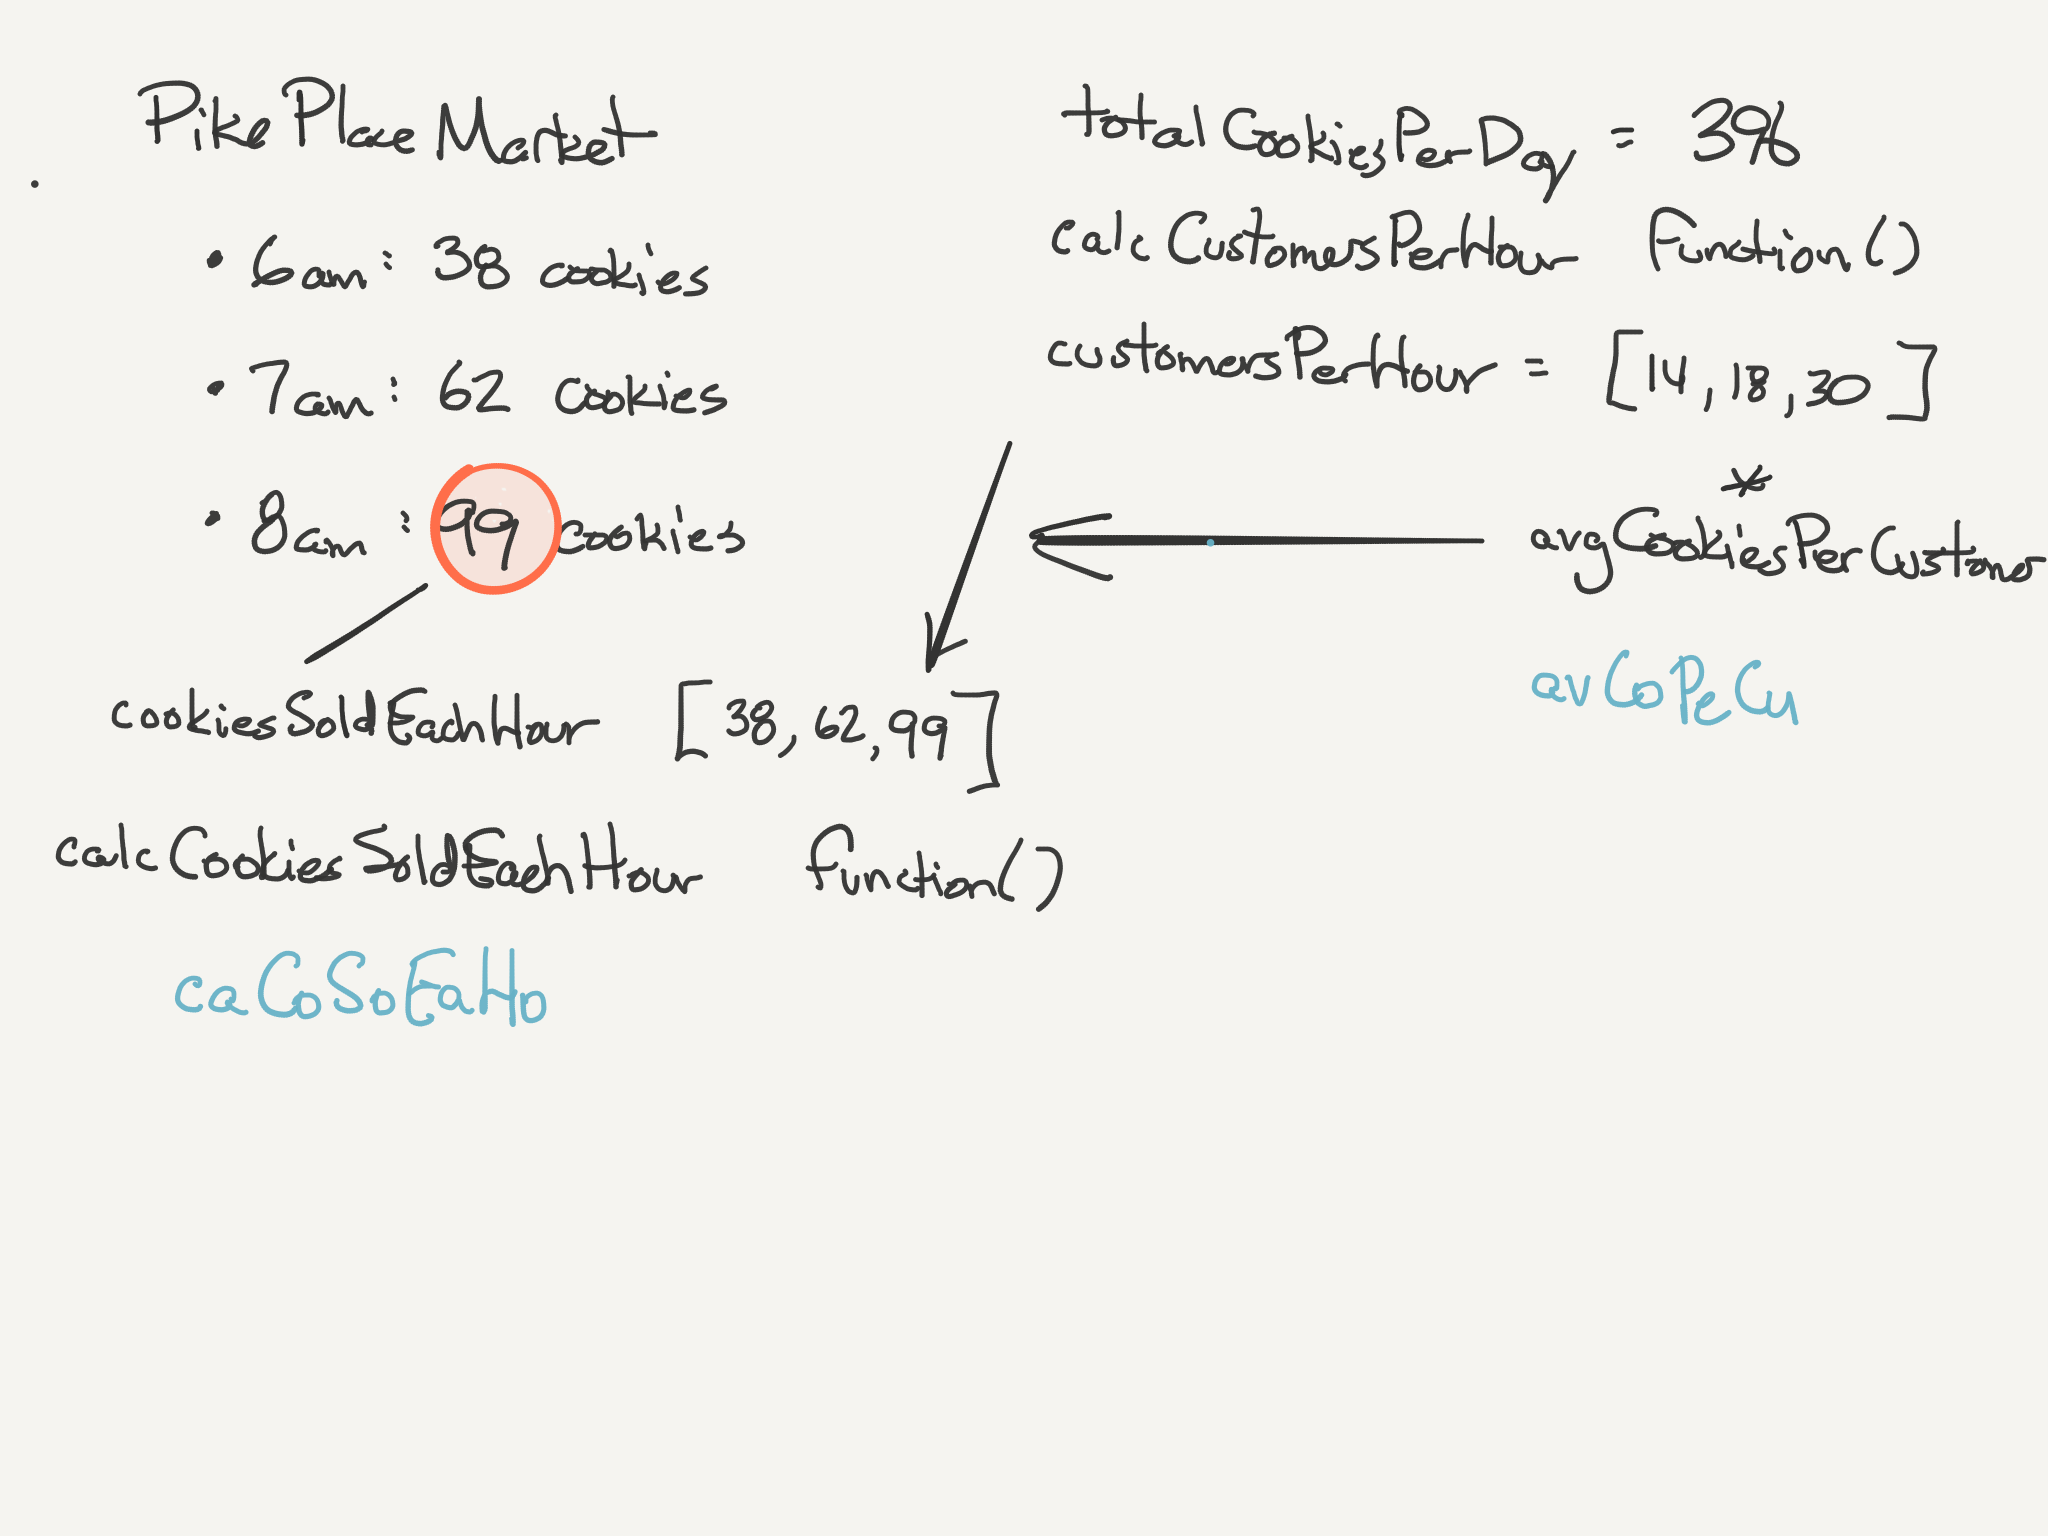 Pike Place Market
• 6am: 38 cookies
• 7am: 62 cookies
• 8am: 99 cookies
cookiesSoldEachHour [38, 62, 99]
calcCookiesSoldEachHour function()
caCoSoEaHo
totalCookiesPerDay = 396
calcCustomersPerHour function()
customersPerHour = [14, 18, 30]
*
avgCookiesPerCustomer
avCoPeCu